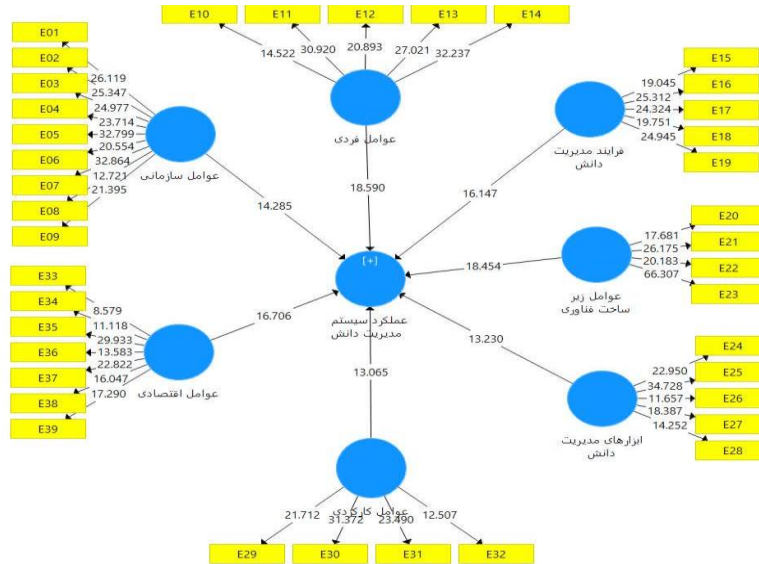 E10
E11
E12
E13
E14
14.522
30.920
20.893
27.021
32.237
عوامل فردی
18.590
E01
E02
E03
E04
E05
E06
E07
E08
E09
26.119
25.347
24.977
23.714
32.799
20.554
32.864
12.721
21.395
عوامل سازمانی
14.285
E15
E16
E17
E18
E19
19.045
25.312
24.324
19.751
24.945
فرایند مدیریت
دانش
16.147
[+]
عملکرد سیستم
مدیریت دانش
E20
E21
E22
E23
17.681
26.175
20.183
66.307
عوامل زیر
ساخت فناوری
18.454
E33
E34
E35
E36
E37
E38
E39
8.579
11.118
29.933
13.583
22.822
16.047
17.290
عوامل اقتصادی
16.706
E24
E25
E26
E27
E28
22.950
34.728
11.657
18.387
14.252
ابزارهای مدیریت
دانش
13.230
13.065
عوامل کارکردی
21.712
31.372
23.490
12.507
E29
E30
E31
E32